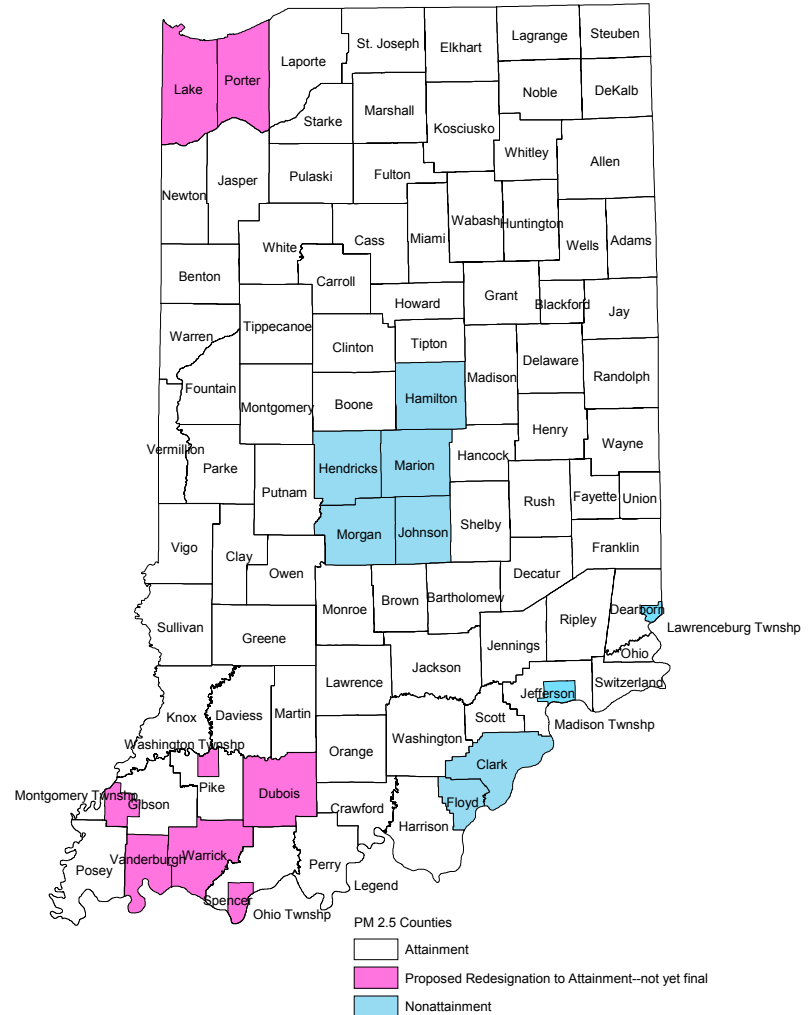 Lake
Porter
Laporte
St. Joseph
Elkhart
Lagrange
Steuben
Noble
DeKalb
Starke
Marshall
Kosciusko
Whitley
Allen
Newton
Jasper
Pulaski
Fulton
Wabash
Huntington
Miami
Wells
Adams
White
Cass
Benton
Carroll
Howard
Grant
Blackford
Jay
Warren
Tippecanoe
Clinton
Tipton
Madison
Delaware
Randolph
Fountain
Montgomery
Boone
Hamilton
Henry
Wayne
Vermillion
Parke
Putnam
Hendricks
Marion
Hancock
Rush
Fayette
Union
Vigo
Clay
Owen
Morgan
Johnson
Shelby
Decatur
Franklin
Sullivan
Greene
Monroe
Brown
Bartholomew
Jennings
Ripley
Dearborn
Lawrenceburg Twnshp
Ohio
Switzerland
Knox
Daviess
Martin
Lawrence
Jackson
Scott
Jefferson
Madison Twnshp
Washington Twnshp
Orange
Washington
Clark
Floyd
Harrison
Montgomery Twnshp
Gibson
Pike
Dubois
Crawford
Posey
Vanderburgh
Warrick
Spencer
Perry
Ohio Twnshp
Legend
PM 2.5 Counties
Attainment
Proposed Redesignation to Attainment--not yet final
Nonattainment